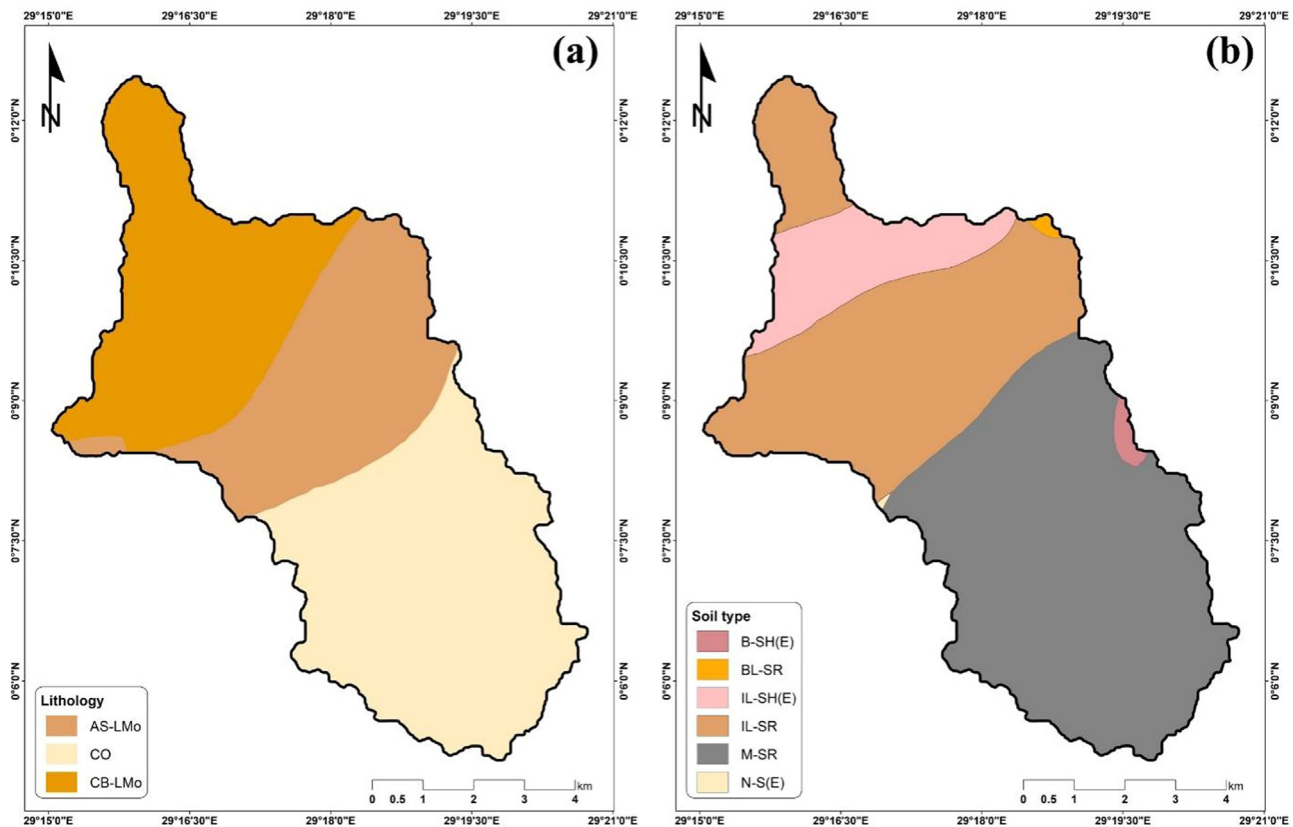 29°15'0"E 29°16'30"E 29°18'0"E 29°19'30"E 29°21'0"E
(a)
N
0°12'0"N 0°12'0"N
0°10'30"N 0°10'30"N
0°9'0"N 0°9'0"N
0°7'30"N 0°7'30"N
0°6'0"N 0°6'0"N
Lithology
AS-LMo
CO
CB-LMo
km
0 0.5 1 2 3 4
29°15'0"E 29°16'30"E 29°18'0"E 29°19'30"E 29°21'0"E
29°15'0"E 29°16'30"E 29°18'0"E 29°19'30"E 29°21'0"E
(b)
N
0°12'0"N 0°12'0"N
0°10'30"N 0°10'30"N
0°9'0"N 0°9'0"N
0°7'30"N 0°7'30"N
0°6'0"N 0°6'0"N
Soil type
B-SH(E)
BL-SR
IL-SH(E)
IL-SR
M-SR
N-S(E)
km
0 0.5 1 2 3 4
29°15'0"E 29°16'30"E 29°18'0"E 29°19'30"E 29°21'0"E